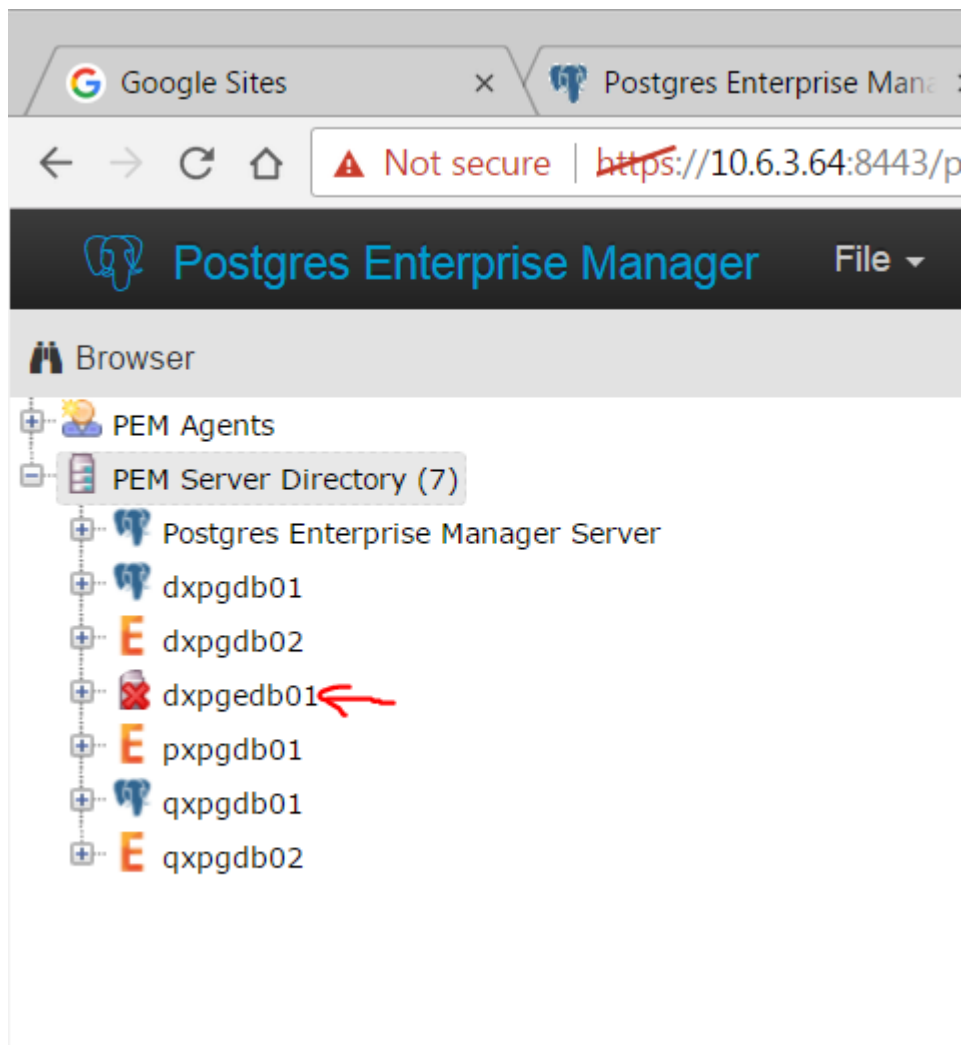 Google Sites
Postgres Enterprise Mana
Not secure | https://10.6.3.64:8443/p
Postgres Enterprise Manager File
Browser
PEM Agents
PEM Server Directory (7)
Postgres Enterprise Manager Server
dxpgdb01
dxpgdb02
dxpgedb01
pxpgdb01
qxpgdb01
qxpgdb02